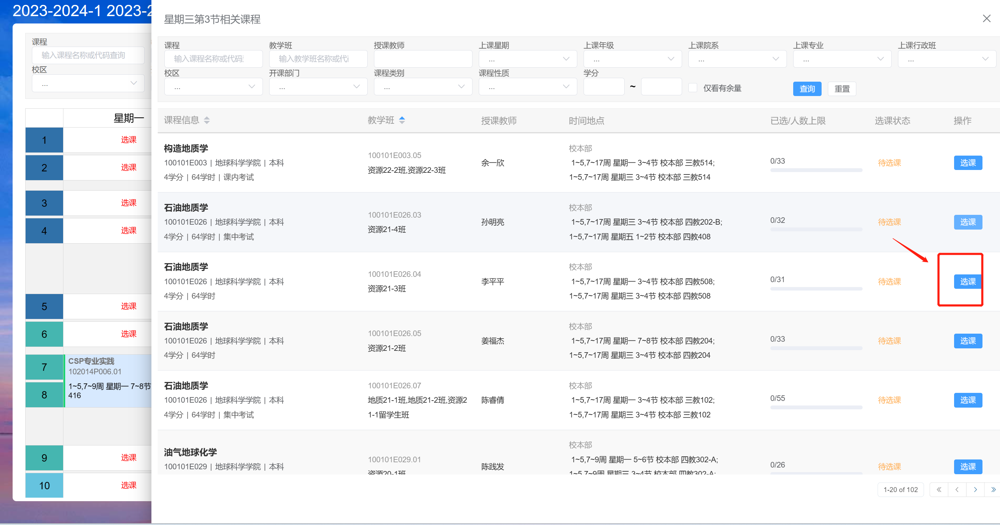 2023-2024-1 2023-2
课程
输入课程名称或代码查询
校区
...
星期一
1
选课
2
选课
3
选课
4
选课
5
选课
6
选课
7
8
CSP专业实践
102014P006.01
1~5,7~9周 星期一 7~8节
416
9
选课
10
选课
星期三第3节相关课程
课程 教学班 授课教师 上课星期 上课年级 上课院系 上课专业 上课行政班
输入课程名称或代码 输入教学班名称或代 ... ... ... ... ...
校区 开课部门 课程类别 课程性质 学分
... ... ... ... ~ 仅看有余量 查询 重置
课程信息 教学班 授课教师 时间地点 已选/人数上限 选课状态 操作
构造地质学
100101E003 | 地球科学学院 | 本科
4学分 | 64学时 | 课内考试
100101E003.05
资源22-2班,资源22-3班
余一欣
校本部
1~5,7~17周 星期一 3~4节 校本部 三教514;
1~5,7~17周 星期三 3~4节 校本部 三教514
0/33
待选课
选课
石油地质学
100101E026 | 地球科学学院 | 本科
4学分 | 64学时 | 集中考试
100101E026.03
资源21-4班
孙明亮
校本部
1~5,7~17周 星期三 3~4节 校本部 四教202-B;
1~5,7~17周 星期五 1~2节 校本部 四教408
0/32
待选课
选课
石油地质学
100101E026 | 地球科学学院 | 本科
4学分 | 64学时
100101E026.04
资源21-3班
李平平
校本部
1~5,7~17周 星期一 3~4节 校本部 四教508;
1~5,7~17周 星期三 3~4节 校本部 四教508
0/31
待选课
选课
石油地质学
100101E026 | 地球科学学院 | 本科
4学分 | 64学时
100101E026.05
资源21-2班
姜福杰
校本部
1~5,7~17周 星期一 7~8节 校本部 四教204;
1~5,7~17周 星期三 3~4节 校本部 四教204
0/33
待选课
选课
石油地质学
100101E026 | 地球科学学院 | 本科
4学分 | 64学时 | 集中考试
100101E026.07
地质21-1班,地质21-2班,资源2
1-1留学生班
陈睿倩
校本部
1~5,7~17周 星期一 3~4节 校本部 三教102;
1~5,7~17周 星期三 3~4节 校本部 三教102
0/55
待选课
选课
油气地球化学
100101E029 | 地球科学学院 | 本科
100101E029.01
资源20-1班
陈践发
校本部
1~5,7~9周 星期一 5~6节 校本部 四教302-A;
1~5,7~9周 星期三 3~4节 校本部 四教302-A;
0/26
待选课
选课
1-20 of 102